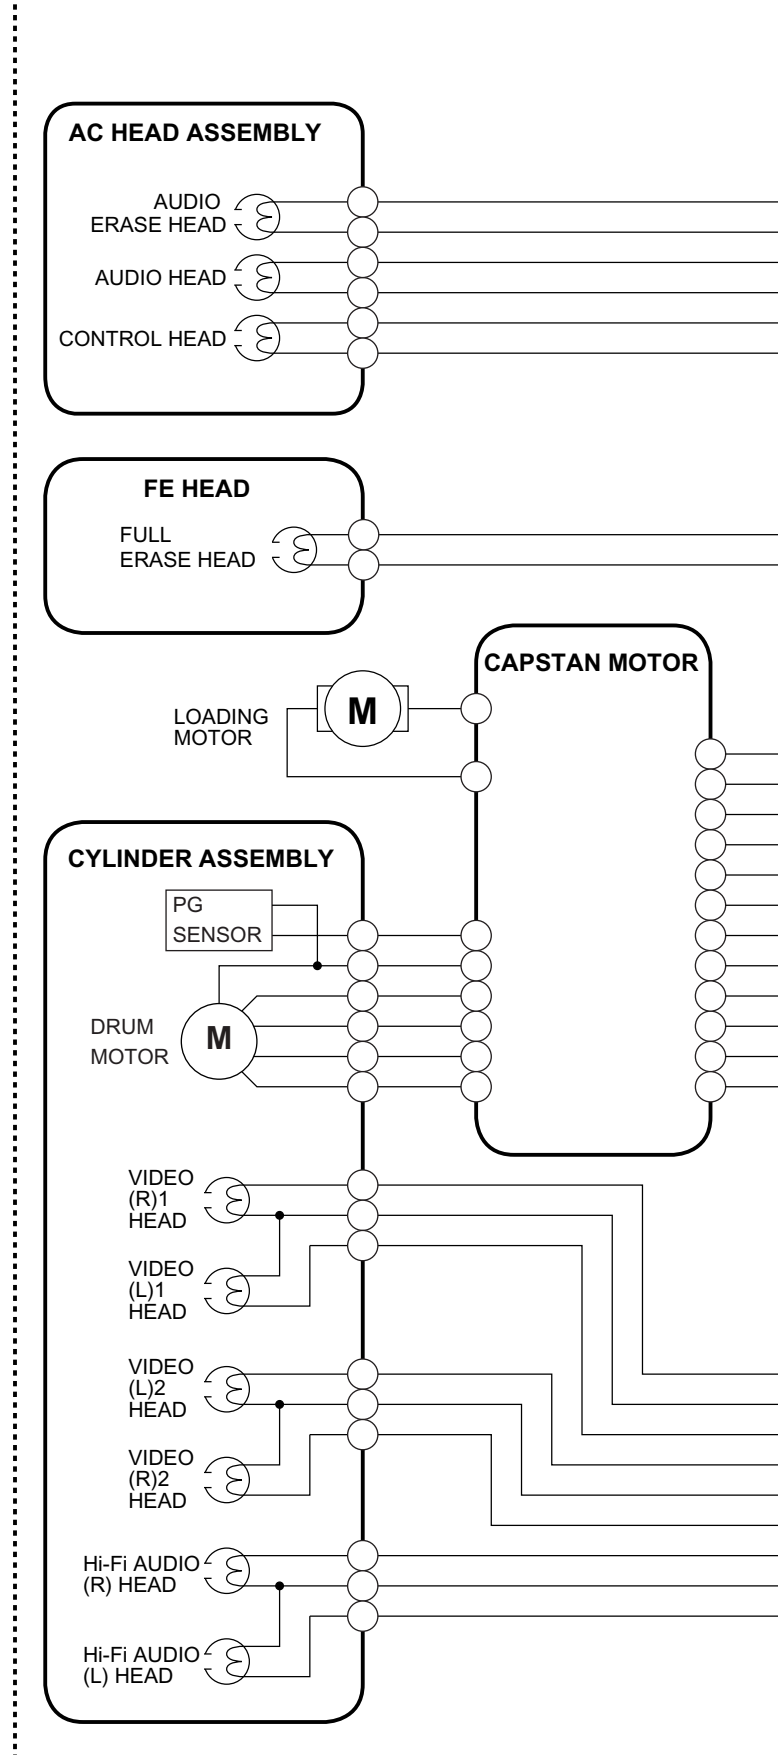 AC HEAD ASSEMBLY
AUDIO
ERASE HEAD
AUDIO HEAD
CONTROL HEAD
FE HEAD
FULL
ERASE HEAD
CAPSTAN MOTOR
LOADING
MOTOR
M
CYLINDER ASSEMBLY
PG
SENSOR
DRUM
MOTOR
M
VIDEO
(R)1
HEAD
VIDEO
(L)1
HEAD
VIDEO
(L)2
HEAD
VIDEO
(R)2
HEAD
Hi-Fi AUDIO
(R) HEAD
Hi-Fi AUDIO
(L) HEAD